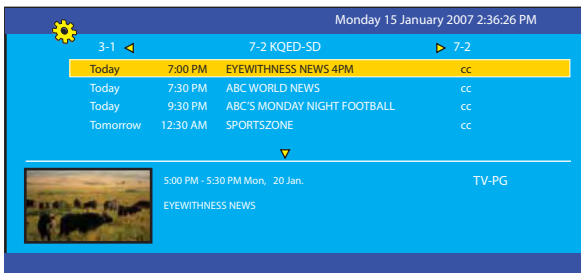 Monday 15 January 2007 2:36:26 PM
3-1 7-2 KQED-SD 7-2
Today 7:00 PM EYEWITHNESS NEWS 4PM cc
Today 7:30 PM ABC WORLD NEWS cc
Today 9:30 PM ABC'S MONDAY NIGHT FOOTBALL cc
Tomorrow 12:30 AM SPORTSZONE cc
5:00 PM - 5:30 PM Mon, 20 Jan. TV-PG
EYEWITHNESS NEWS